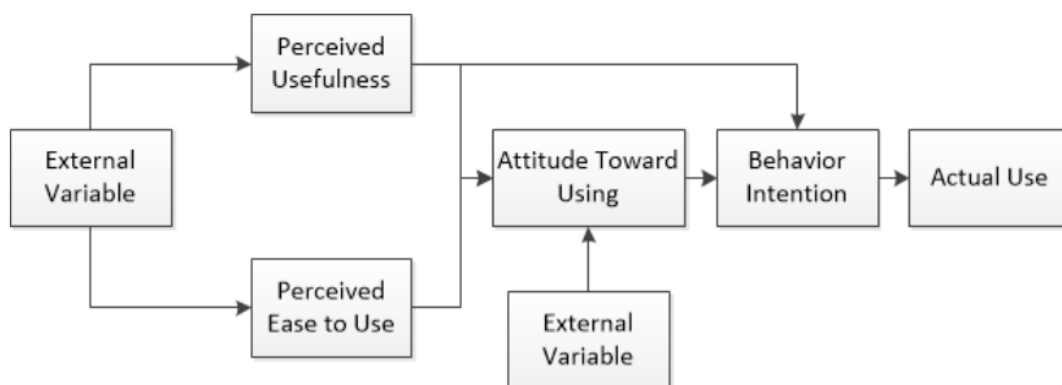 Perceived
Usefulness
External
Variable
Attitude Toward
Using
Behavior
Intention
Actual Use
Perceived
Ease to Use
External
Variable